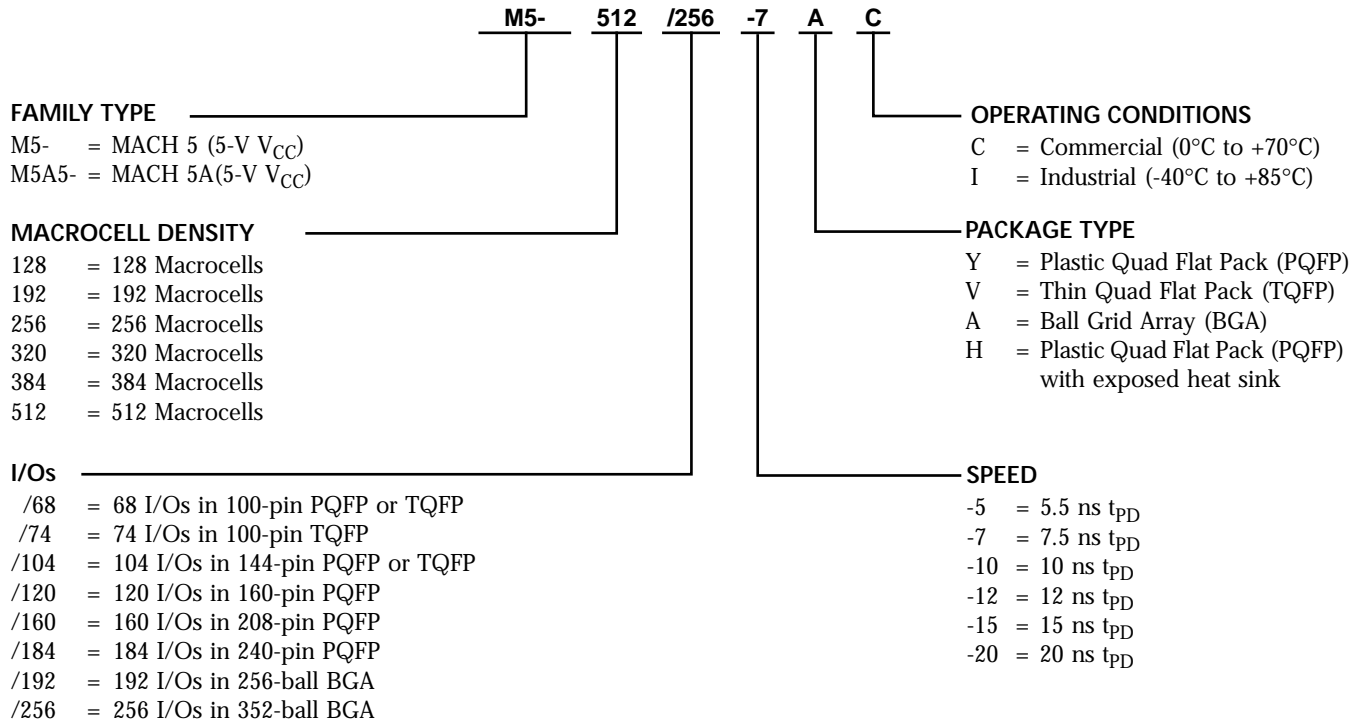 M5- 512 /256 -7 A C
FAMILY TYPE
M5- = MACH 5 (5-V VCC)
M5A5- = MACH 5A(5-V VCC)
MACROCELL DENSITY
128 = 128 Macrocells
192 = 192 Macrocells
256 = 256 Macrocells
320 = 320 Macrocells
384 = 384 Macrocells
512 = 512 Macrocells
I/Os
/68 = 68 I/Os in 100-pin PQFP or TQFP
/74 = 74 I/Os in 100-pin TQFP
/104 = 104 I/Os in 144-pin PQFP or TQFP
/120 = 120 I/Os in 160-pin PQFP
/160 = 160 I/Os in 208-pin PQFP
/184 = 184 I/Os in 240-pin PQFP
/192 = 192 I/Os in 256-ball BGA
/256 = 256 I/Os in 352-ball BGA
OPERATING CONDITIONS
C = Commercial (0°C to +70°C)
I = Industrial (-40°C to +85°C)
PACKAGE TYPE
Y = Plastic Quad Flat Pack (PQFP)
V = Thin Quad Flat Pack (TQFP)
A = Ball Grid Array (BGA)
H = Plastic Quad Flat Pack (PQFP)
with exposed heat sink
SPEED
-5 = 5.5 ns tPD
-7 = 7.5 ns tPD
-10 = 10 ns tPD
-12 = 12 ns tPD
-15 = 15 ns tPD
-20 = 20 ns tPD